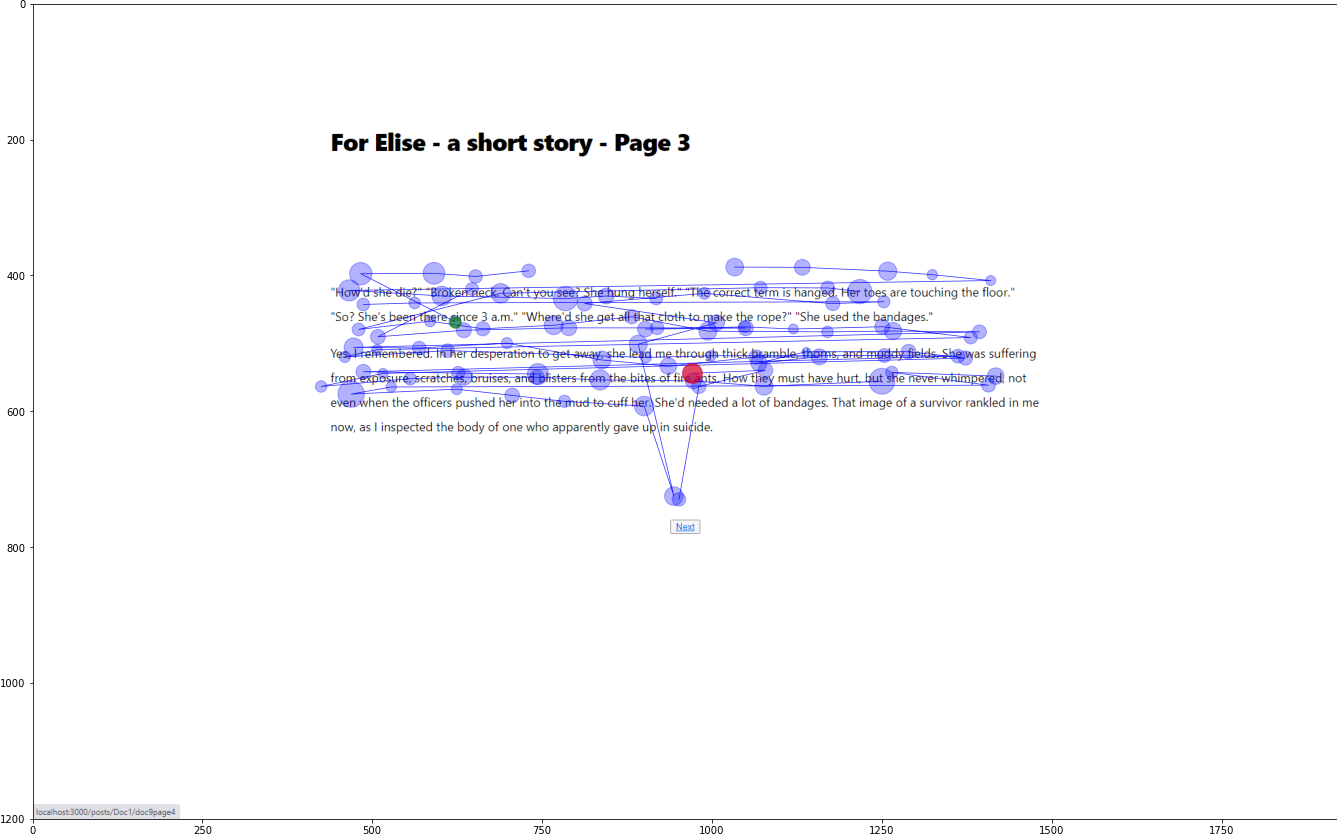 For Elise - a short story - Page 3
"How'd she die?" "Broken neck. Can't you see? She hung herself." "The correct term is hanged. Her toes are touching the floor."
"So? She's been there since 3 a.m." "Where'd she get all that cloth to make the rope?" "She used the bandages."
Yes, I remembered. In her desperation to get away, she lead me through thick bramble, thorns, and muddy fields. She was suffering
from exposure, scratches, bruises, and blisters from the bites of fire ants. How they must have hurt, but she never whimpered, not
even when the officers pushed her into the mud to cuff her. She'd needed a lot of bandages. That image of a survivor rankled in me
now, as I inspected the body of one who apparently gave up in suicide.
Next
localhost:3000/posts/Doc1/doc9page4
0
200
400
600
800
1000
1200
0 250 500 750 1000 1250 1500 1750